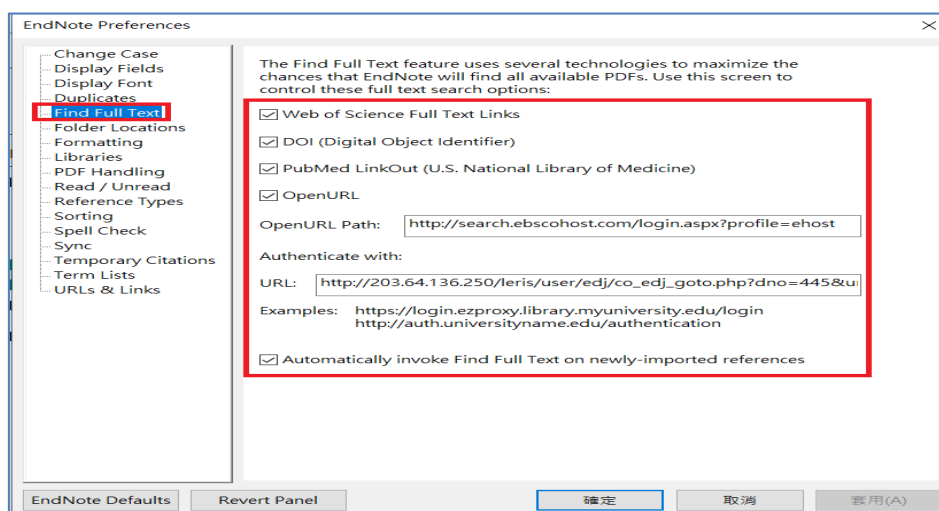 EndNote Preferences
Change Case
Display Fields
Display Font
Duplicates
Find Full Text
Folder Locations
Formatting
Libraries
PDF Handling
Read / Unread
Reference Types
Sorting
Spell Check
Sync
Temporary Citations
Term Lists
URLs & Links
The Find Full Text feature uses several technologies to maximize the
chances that EndNote will find all available PDFs. Use this screen to
control these full text search options:
Web of Science Full Text Links
DOI (Digital Object Identifier)
PubMed LinkOut (U.S. National Library of Medicine)
OpenURL
OpenURL Path: http://search.ebscohost.com/login.aspx?profile=ehost
Authenticate with:
URL: http://203.64.136.250/leris/user/edj/co_edj_goto.php?dno=445&u
Examples: https://login.ezproxy.library.myuniversity.edu/login
http://auth.universityname.edu/authentication
Automatically invoke Find Full Text on newly-imported references
EndNote Defaults Revert Panel 確定 取消 套用(A)